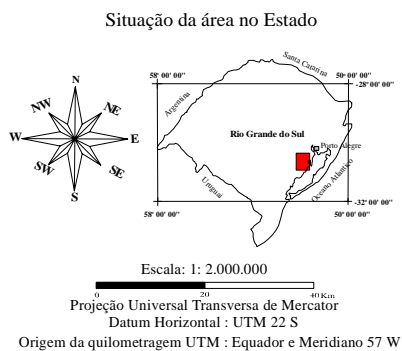 Situação da área no Estado
N
NW
NE
W
E
SW
SE
S
58 00' 00''
50 00' 00''
Santa Catarina
-28 00' 00''
Argentina
Rio Grande do Sul
Porto Alegre
Uruguai
Oceano Atlântico
-32 00' 00''
58 00' 00''
50 00' 00''
Escala: 1: 2.000.000
0
20
40 Km
Projeção Universal Transversa de Mercator
Datum Horizontal : UTM 22 S
Origem da quilometragem UTM : Equador e Meridiano 57 W